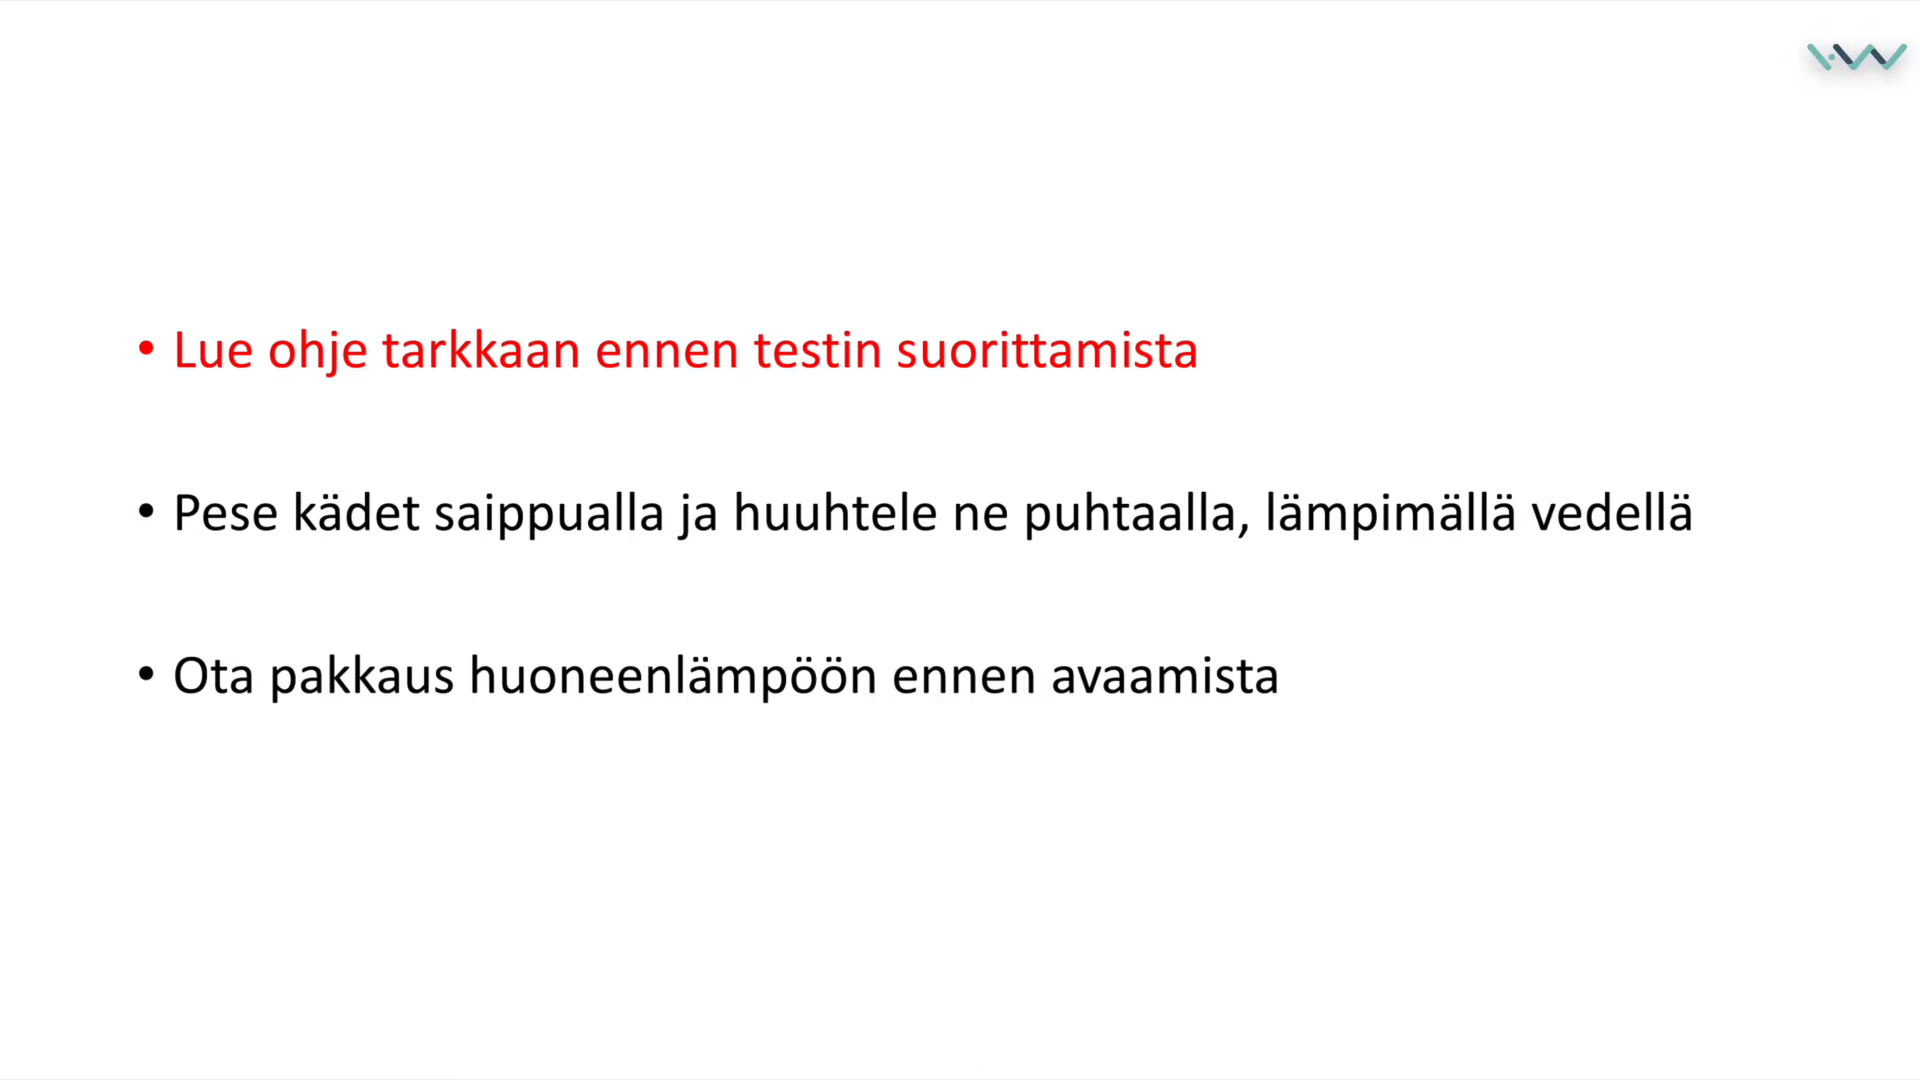 • Lue ohje tarkkaan ennen testin suorittamista
• Pese kädet saippualla ja huuhtele ne puhtaalla, lämpimällä vedellä
• Ota pakkaus huoneenlämpöön ennen avaamista